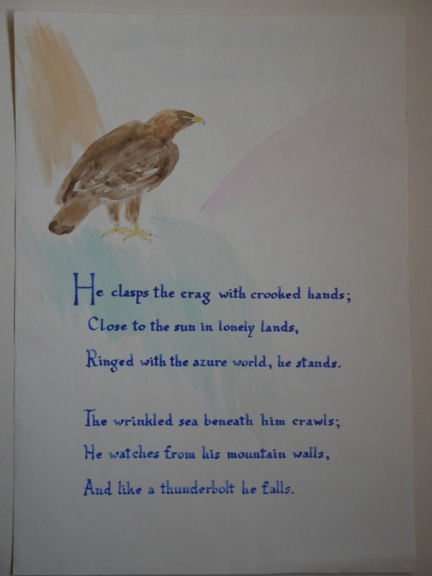 He clasps the crag with crooked hands;
Close to the sun in lonely lands,
Ringed with the azure world, he stands.
The wrinkled sea beneath him crawls;
He watches from his mountain walls,
And like a thunderbolt he falls.